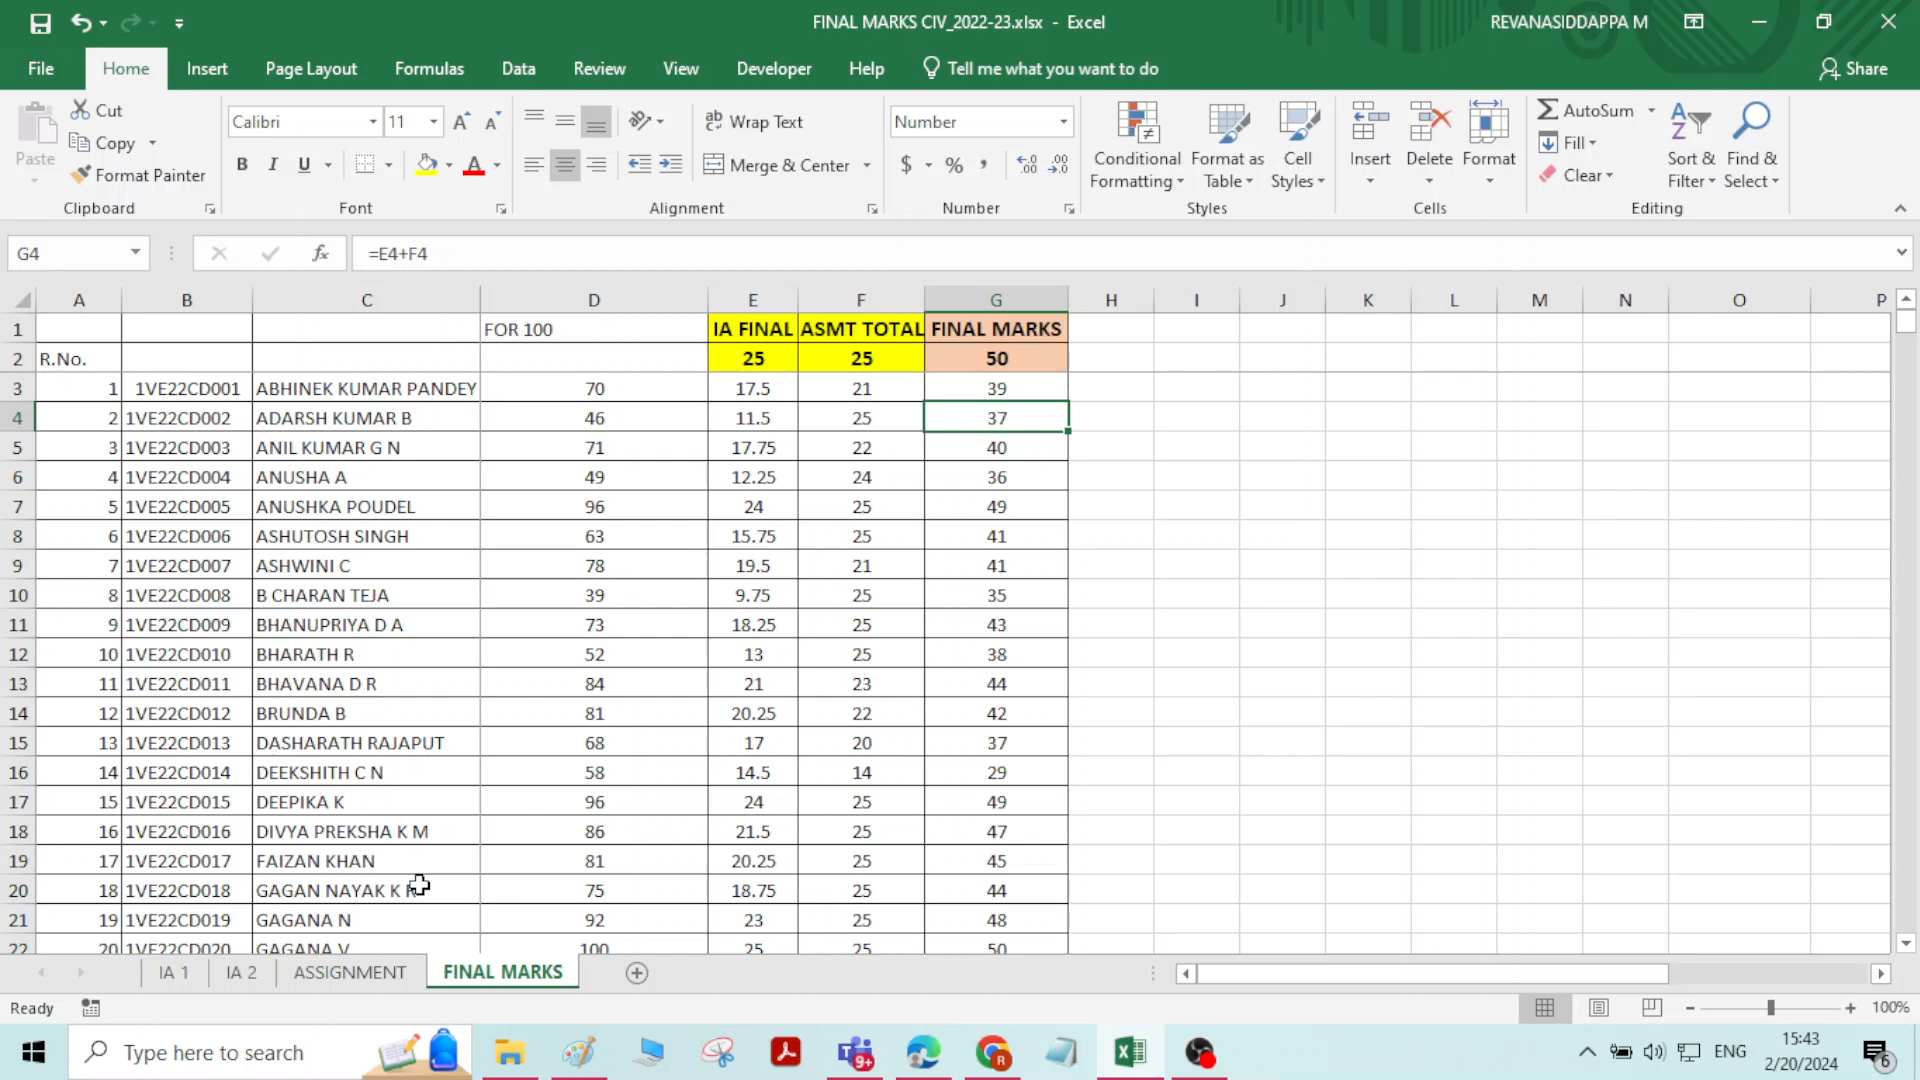 FINAL MARKS CIV_2022-23.xlsx - Excel
REVANASIDDAPPA M
File Home Insert Page Layout Formulas Data Review View Developer Help Tell me what you want to do Share
Paste
Cut
Copy
Format Painter
Clipboard
Calibri 11
B I U
Font
Wrap Text
Merge & Center
Alignment
Number
$ % ,
Number
Conditional Formatting
Format as Table
Cell Styles
Styles
Insert Delete Format
Cells
AutoSum
Fill
Clear
Sort & Filter
Find & Select
Editing
G4 fx =E4+F4
A B C D E F G H I J K L M N O P
1 FOR 100 IA FINAL ASMT TOTAL FINAL MARKS
2 R.No. 25 25 50
3 1 1VE22CD001 ABHINEK KUMAR PANDEY 70 17.5 21 39
4 2 1VE22CD002 ADARSH KUMAR B 46 11.5 25 37
5 3 1VE22CD003 ANIL KUMAR G N 71 17.75 22 40
6 4 1VE22CD004 ANUSHA A 49 12.25 24 36
7 5 1VE22CD005 ANUSHKA POUDEL 96 24 25 49
8 6 1VE22CD006 ASHUTOSH SINGH 63 15.75 25 41
9 7 1VE22CD007 ASHWINI C 78 19.5 21 41
10 8 1VE22CD008 B CHARAN TEJA 39 9.75 25 35
11 9 1VE22CD009 BHANUPRIYA D A 73 18.25 25 43
12 10 1VE22CD010 BHARATH R 52 13 25 38
13 11 1VE22CD011 BHAVANA D R 84 21 23 44
14 12 1VE22CD012 BRUNDA B 81 20.25 22 42
15 13 1VE22CD013 DASHARATH RAJAPUT 68 17 20 37
16 14 1VE22CD014 DEEKSHITH C N 58 14.5 14 29
17 15 1VE22CD015 DEEPIKA K 96 24 25 49
18 16 1VE22CD016 DIVYA PREKSHA K M 86 21.5 25 47
19 17 1VE22CD017 FAIZAN KHAN 81 20.25 25 45
20 18 1VE22CD018 GAGAN NAYAK K 75 18.75 25 44
21 19 1VE22CD019 GAGANA N 92 23 25 48
22 20 1VE22CD020 GAGANA V 100 25 25 50
IA 1 IA 2 ASSIGNMENT FINAL MARKS
Ready 100%
Type here to search
9+
ENG
15:43
2/20/2024
6